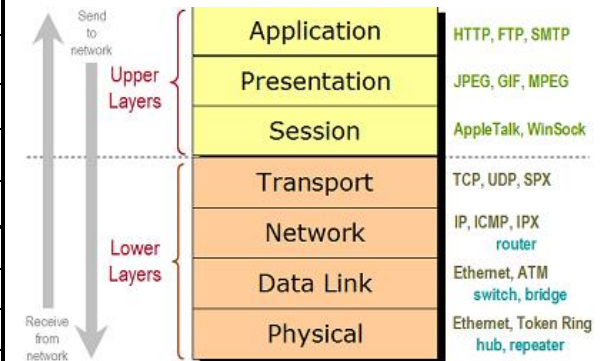 Send
to
network
Upper
Layers
Application
HTTP, FTP, SMTP
Presentation
JPEG, GIF, MPEG
Session
AppleTalk, WinSock
Transport
TCP, UDP, SPX
Network
IP, ICMP, IPX
router
Lower
Layers
Data Link
Ethernet, ATM
switch, bridge
Physical
Ethernet, Token Ring
hub, repeater
Receive
from
network